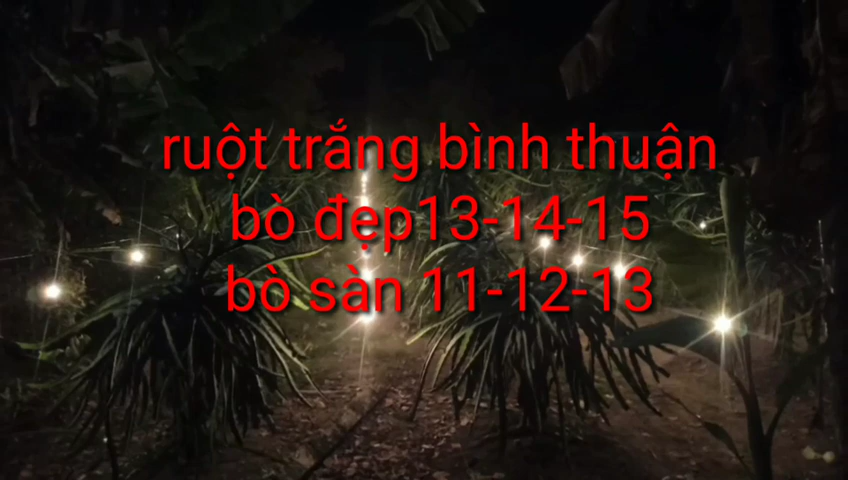 ruột trắng bình thuận
bò đẹp13-14-15
bò sàn 11-12-13